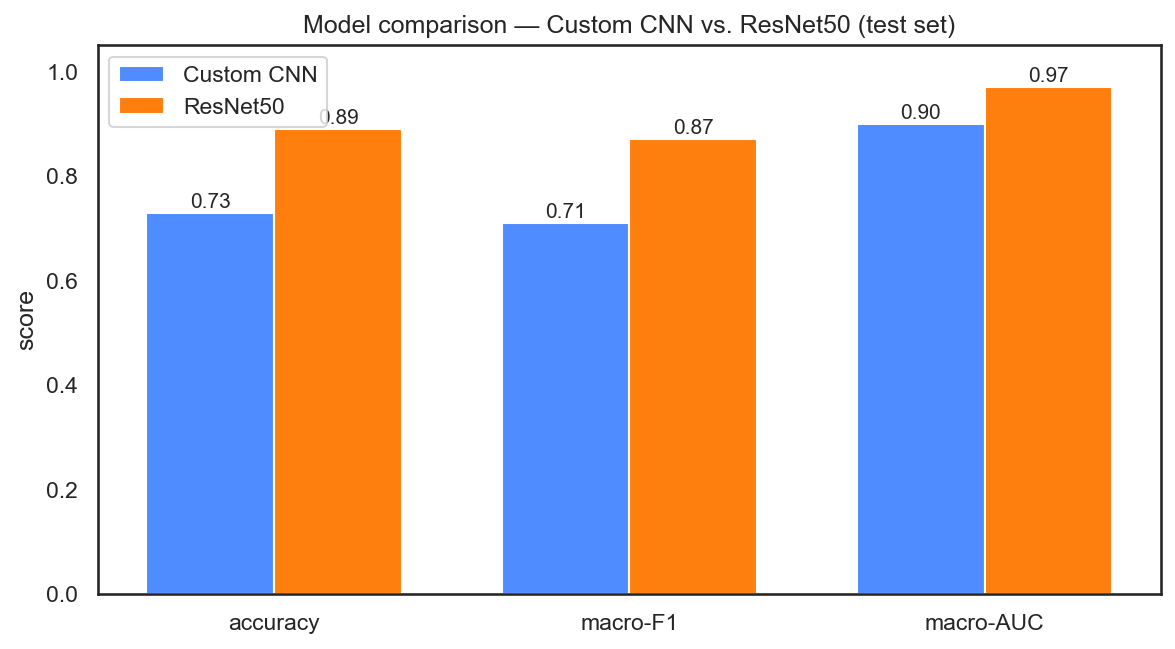 Model comparison — Custom CNN vs. ResNet50 (test set)
Custom CNN
ResNet50
1.0
0.8
0.6
0.4
0.2
0.0
score
0.73
0.89
0.71
0.87
0.90
0.97
accuracy
macro-F1
macro-AUC